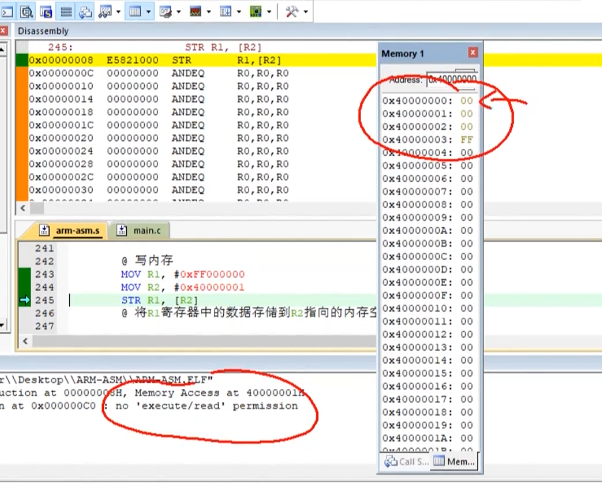 Disassembly
245: STR R1, [R2]
0x00000008 E5821000 STR R1,[R2]
0x0000000C 00000000 ANDEQ R0,R0,R0
0x00000010 00000000 ANDEQ R0,R0,R0
0x00000014 00000000 ANDEQ R0,R0,R0
0x00000018 00000000 ANDEQ R0,R0,R0
0x0000001C 00000000 ANDEQ R0,R0,R0
0x00000020 00000000 ANDEQ R0,R0,R0
0x00000024 00000000 ANDEQ R0,R0,R0
0x00000028 00000000 ANDEQ R0,R0,R0
0x0000002C 00000000 ANDEQ R0,R0,R0
0x00000030 00000000 ANDEQ R0,R0,R0
arm-asm.s main.c
241
242 @ 写内存
243 MOV R1, #0xFF000000
244 MOV R2, #0x40000001
245 STR R1, [R2]
246 @ 将R1寄存器中的数据存储到R2指向的内存空
247
r\\Desktop\\ARM-ASM\\ARM-ASM.ELF"
uction at 00000008H, Memory Access at 40000001H
n at 0x000000C0 : no 'execute/read' permission
Memory 1
Address: 0x40000000
0x40000000: 00
0x40000001: 00
0x40000002: 00
0x40000003: FF
0x40000004: 00
0x40000005: 00
0x40000006: 00
0x40000007: 00
0x40000008: 00
0x40000009: 00
0x4000000A: 00
0x4000000B: 00
0x4000000C: 00
0x4000000D: 00
0x4000000E: 00
0x4000000F: 00
0x40000010: 00
0x40000011: 00
0x40000012: 00
0x40000013: 00
0x40000014: 00
0x40000015: 00
0x40000016: 00
0x40000017: 00
0x40000018: 00
0x40000019: 00
0x4000001A: 00
0x4000001B: 00
Call S... Mem...